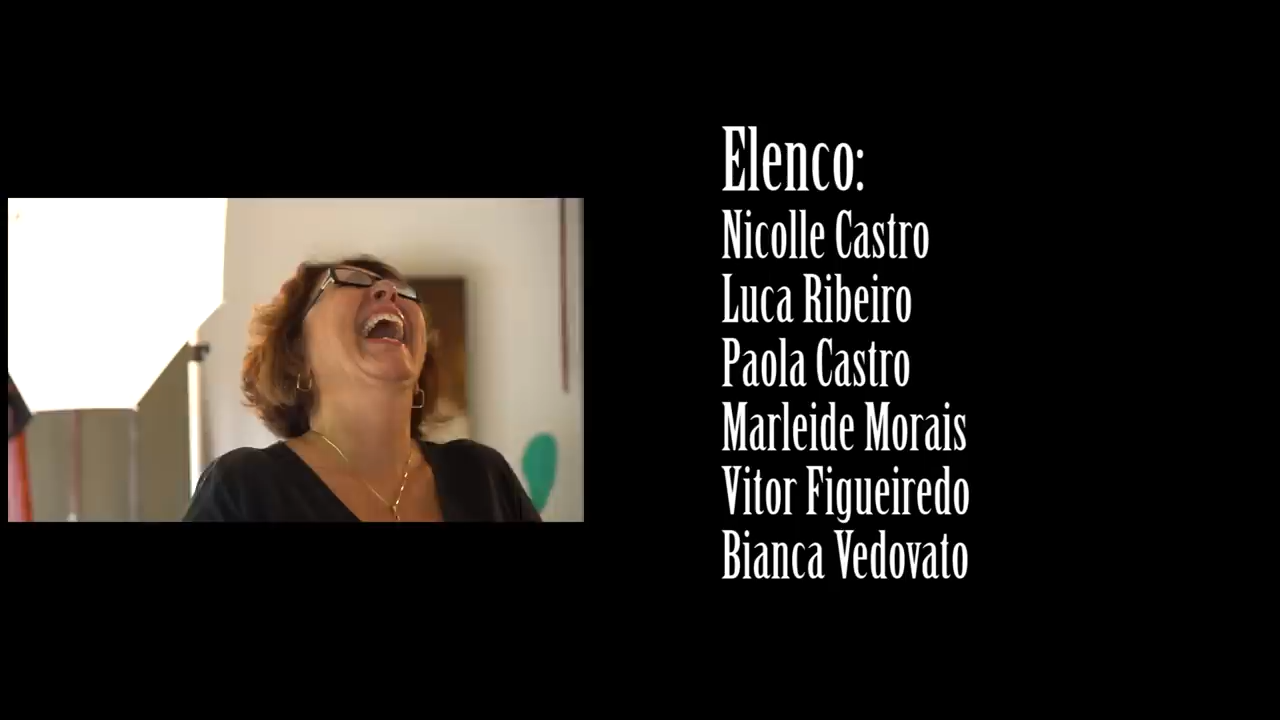 Elenco:
Nicolle Castro
Luca Ribeiro
Paola Castro
Marleide Morais
Vitor Figueiredo
Bianca Vedovato